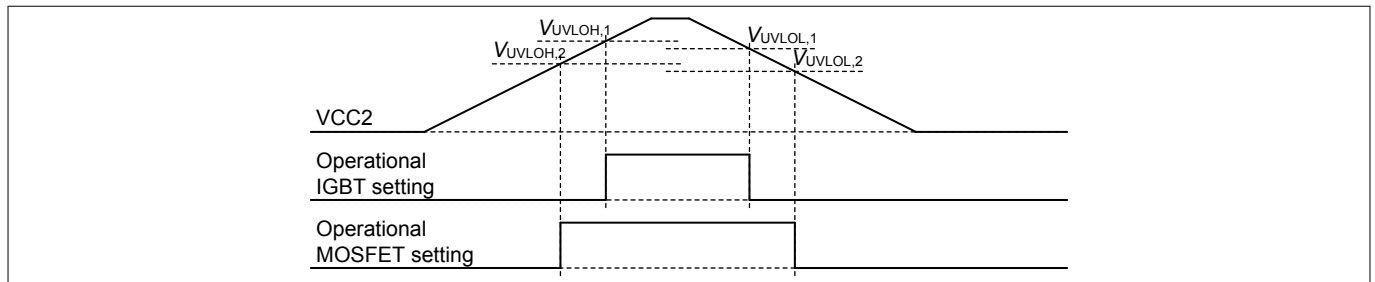 VUVLOH,1
VUVLOL,1
VUVLOH,2
VUVLOL,2
VCC2
Operational
IGBT setting
Operational
MOSFET setting